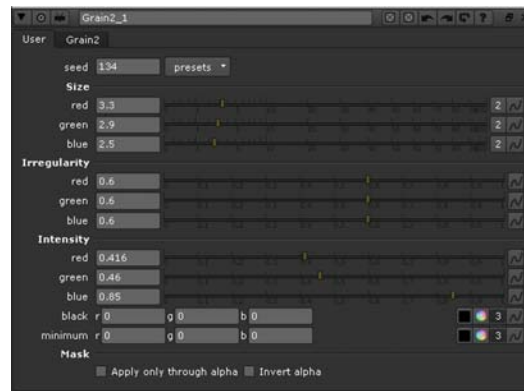 Grain2_1
User Grain2
seed 134 presets
Size
red 3.3 2
green 2.9 2
blue 2.5 2
Irregularity
red 0.6
green 0.6
blue 0.6
Intensity
red 0.416
green 0.46
blue 0.85
black r 0 g 0 b 0 3
minimum r 0 g 0 b 0 3
Mask
Apply only through alpha Invert alpha